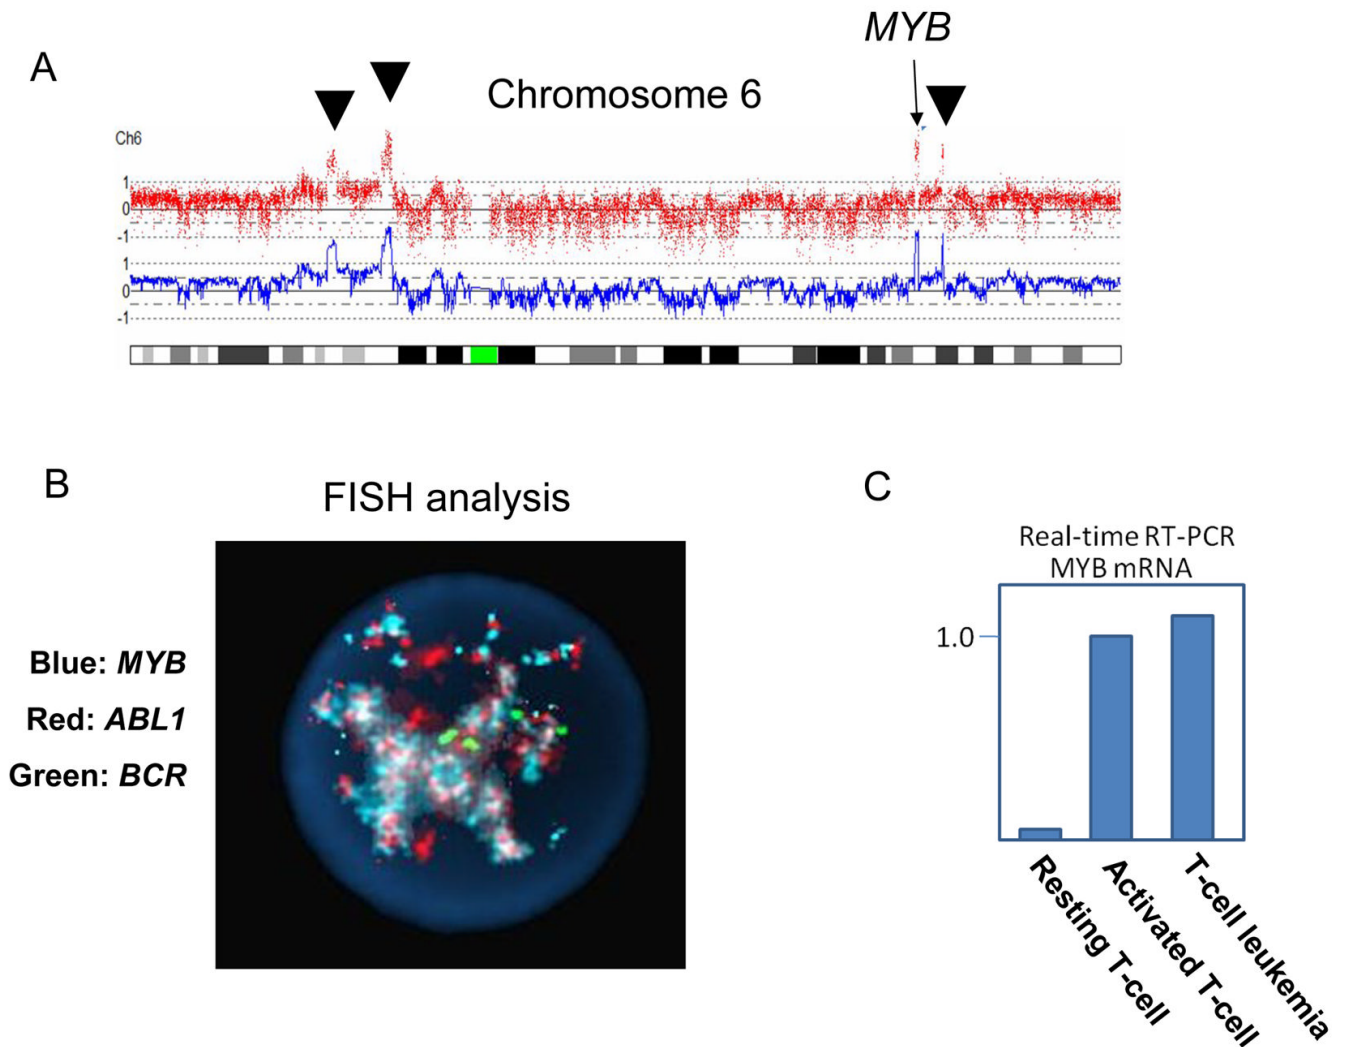 A
MYB
Chromosome 6
Ch6
1
0
-1
1
0
-1
B
FISH analysis
Blue: MYB
Red: ABL1
Green: BCR
C
Real-time RT-PCR
MYB mRNA
1.0
Resting T-cell
Activated T-cell
T-cell leukemia